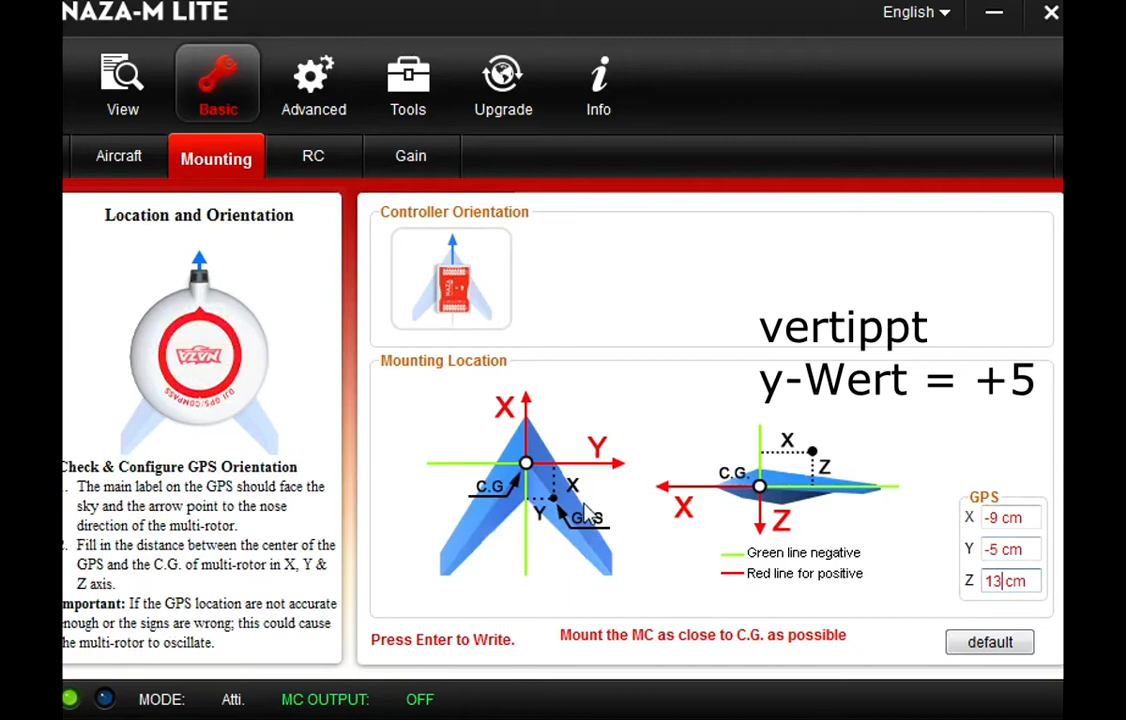 NAZA-M LITE
English
View
Basic
Advanced
Tools
Upgrade
Info
Aircraft
Mounting
RC
Gain
Location and Orientation
DJI GPS/COMPASS
Check & Configure GPS Orientation
. The main label on the GPS should face the
sky and the arrow point to the nose
direction of the multi-rotor.
. Fill in the distance between the center of the
GPS and the C.G. of multi-rotor in X, Y &
Z axis.
mportant: If the GPS location are not accurate
enough or the signs are wrong; this could cause
the multi-rotor to oscillate.
Controller Orientation
NAZA
vertippt
y-Wert = +5
Mounting Location
X
Y
C.G
X
Y
G S
X
C.G.
Z
X
Z
Green line negative
Red line for positive
GPS
X -9 cm
Y -5 cm
Z 13 cm
Press Enter to Write.
Mount the MC as close to C.G. as possible
default
MODE: Atti. MC OUTPUT: OFF